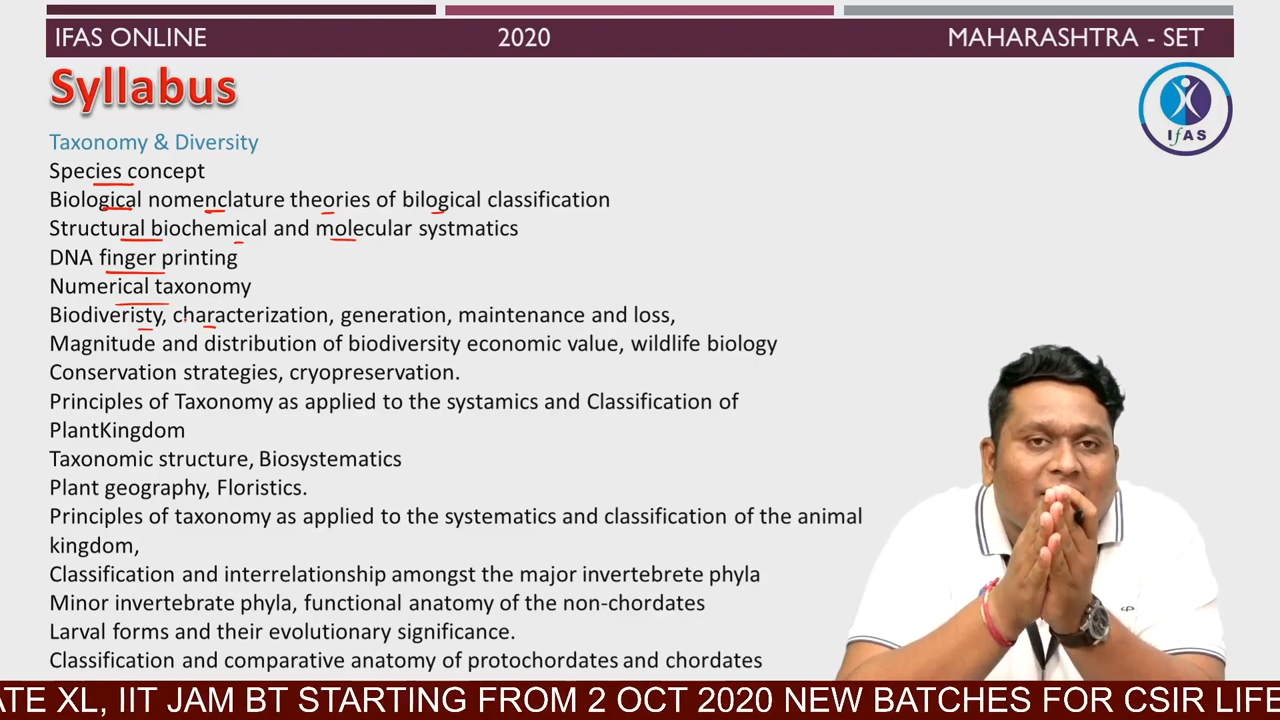 IFAS ONLINE 2020 MAHARASHTRA - SET
Syllabus
IfAS
Taxonomy & Diversity
Species concept
Biological nomenclature theories of bilogical classification
Structural biochemical and molecular systmatics
DNA finger printing
Numerical taxonomy
Biodiveristy, characterization, generation, maintenance and loss,
Magnitude and distribution of biodiversity economic value, wildlife biology
Conservation strategies, cryopreservation.
Principles of Taxonomy as applied to the systamics and Classification of
PlantKingdom
Taxonomic structure, Biosystematics
Plant geography, Floristics.
Principles of taxonomy as applied to the systematics and classification of the animal
kingdom,
Classification and interrelationship amongst the major invertebrete phyla
Minor invertebrate phyla, functional anatomy of the non-chordates
Larval forms and their evolutionary significance.
Classification and comparative anatomy of protochordates and chordates
ATE XL, IIT JAM BT STARTING FROM 2 OCT 2020 NEW BATCHES FOR CSIR LIFE